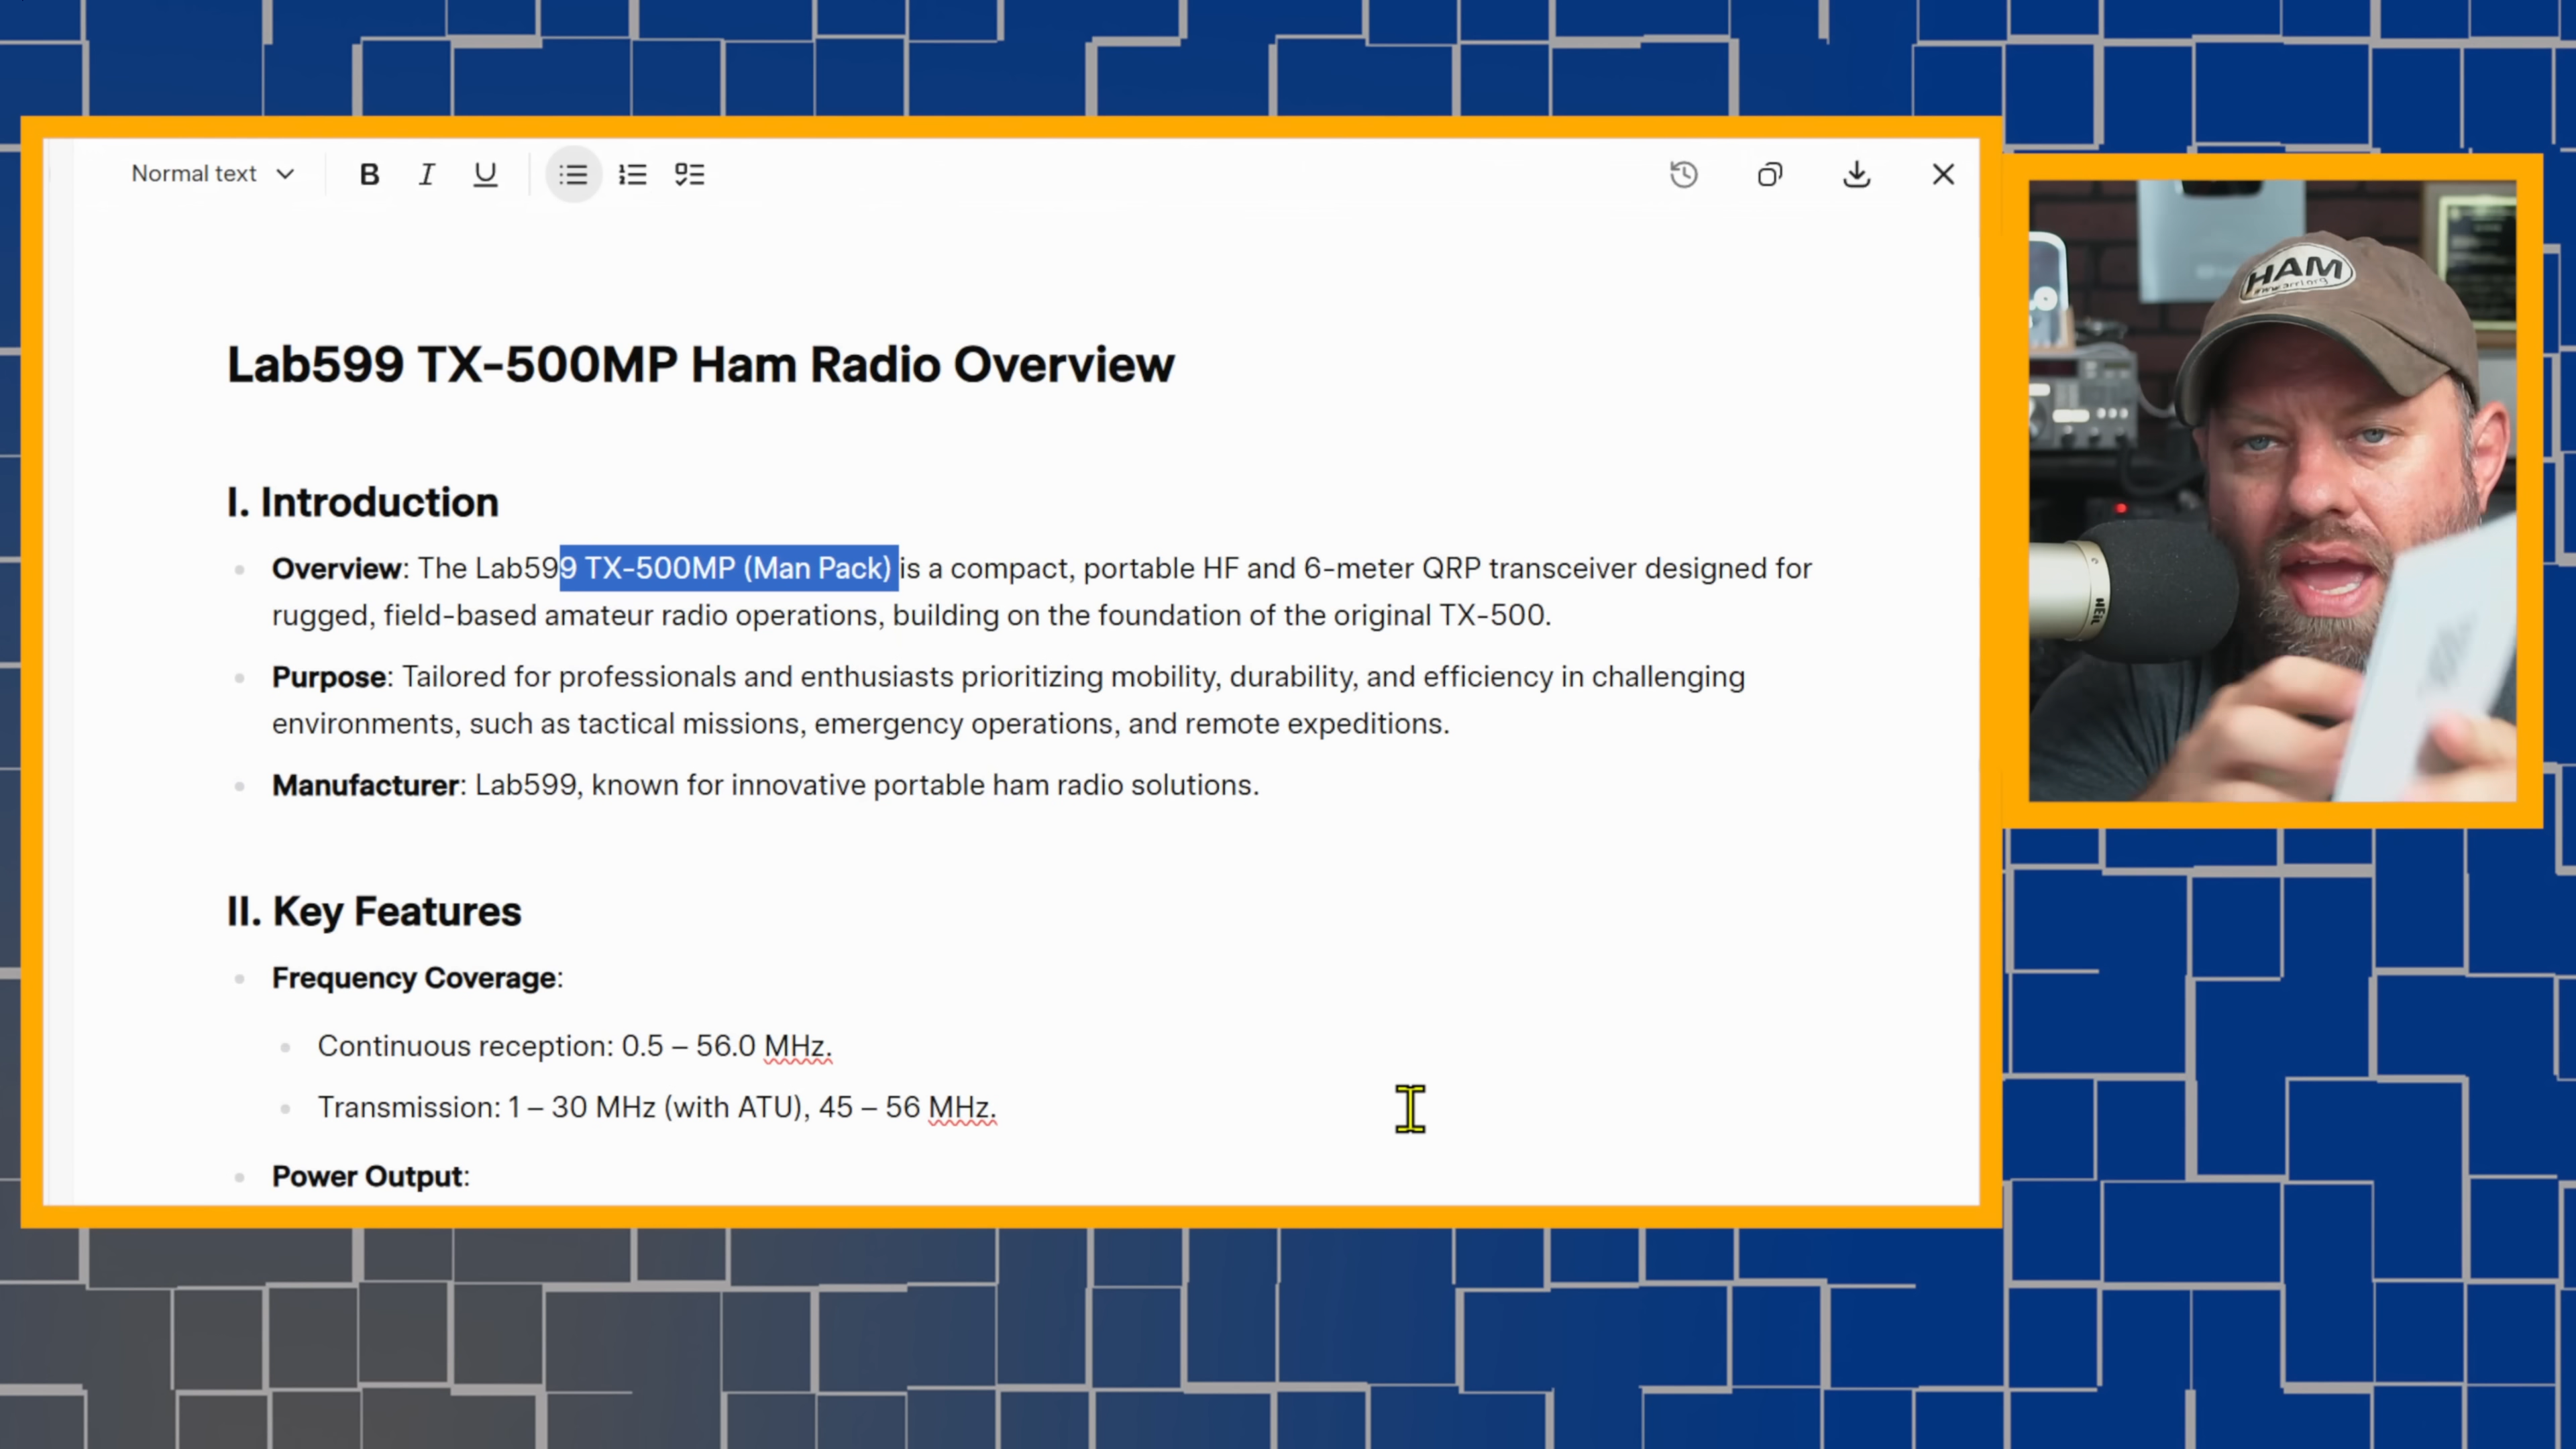 Normal text
B I U
Lab599 TX-500MP Ham Radio Overview
I. Introduction
Overview: The Lab599 TX-500MP (Man Pack) is a compact, portable HF and 6-meter QRP transceiver designed for
rugged, field-based amateur radio operations, building on the foundation of the original TX-500.
Purpose: Tailored for professionals and enthusiasts prioritizing mobility, durability, and efficiency in challenging
environments, such as tactical missions, emergency operations, and remote expeditions.
Manufacturer: Lab599, known for innovative portable ham radio solutions.
II. Key Features
Frequency Coverage:
Continuous reception: 0.5 – 56.0 MHz.
Transmission: 1 – 30 MHz (with ATU), 45 – 56 MHz.
Power Output:
HAM
www.arrl.org
HEIL